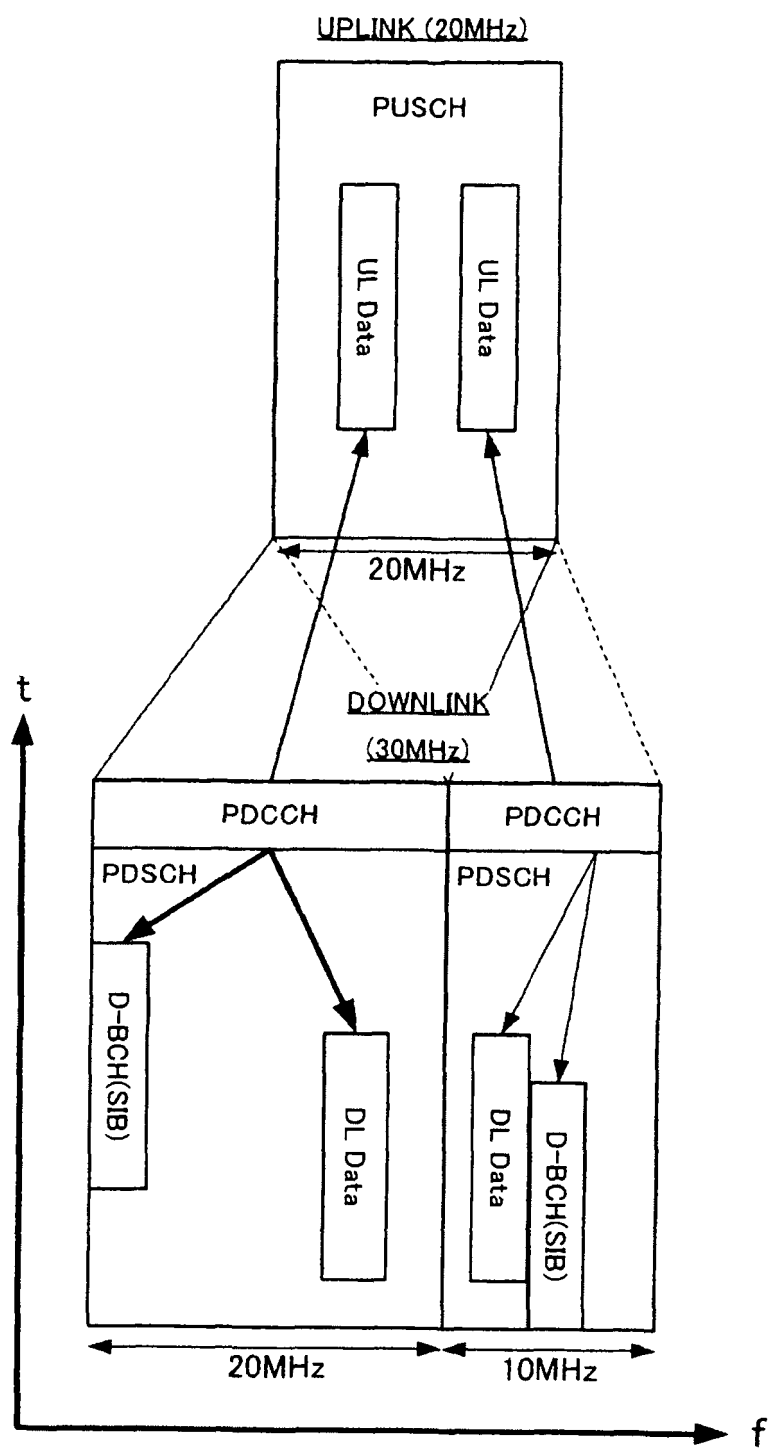 UPLINK (20MHz)
PUSCH
UL Data
UL Data
20MHz
t
DOWNLINK
(30MHz)
PDCCH
PDCCH
PDSCH
PDSCH
D-BCH(SIB)
DL Data
DL Data
D-BCH(SIB)
20MHz
10MHz
f